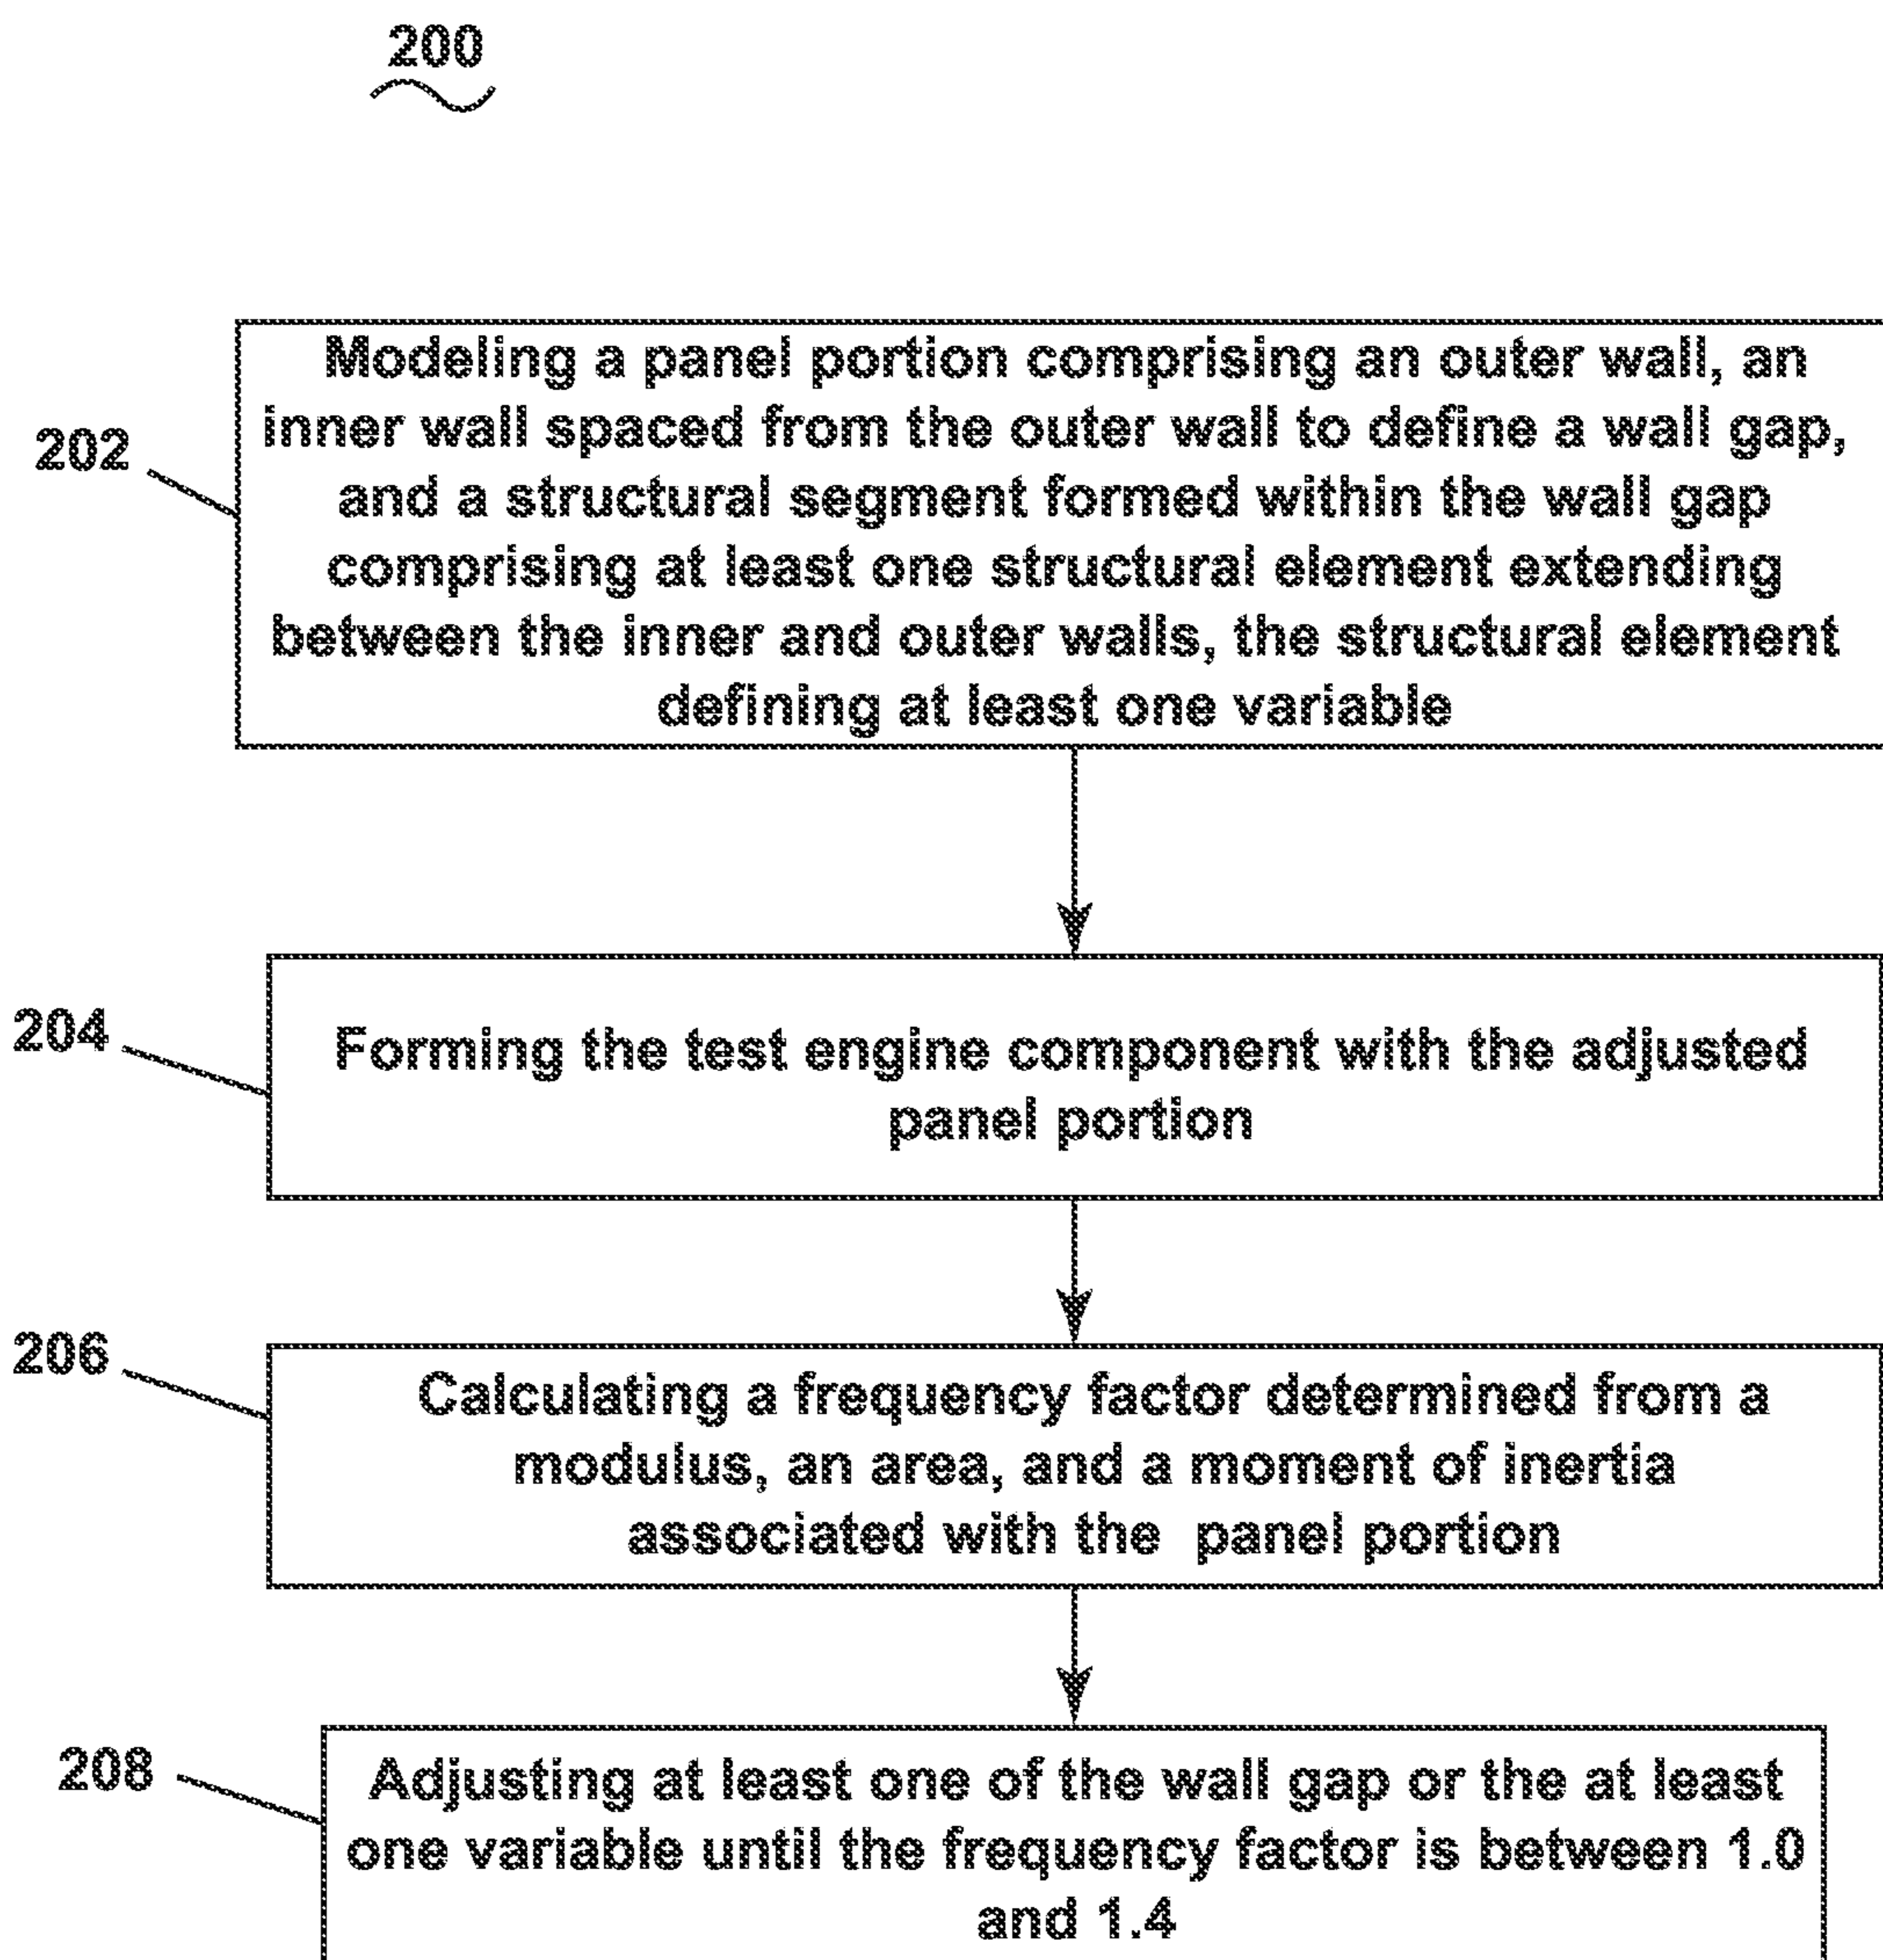 200
Modeling a panel portion comprising an outer wall, an
inner wall spaced from the outer wall to define a wall gap,
and a structural segment formed within the wall gap
comprising at least one structural element extending
between the inner and outer walls, the structural element
defining at least one variable
202
Forming the test engine component with the adjusted
panel portion
204
Calculating a frequency factor determined from a
modulus, an area, and a moment of inertia
associated with the panel portion
206
Adjusting at least one of the wall gap or the at least
one variable until the frequency factor is between 1.0
and 1.4
208